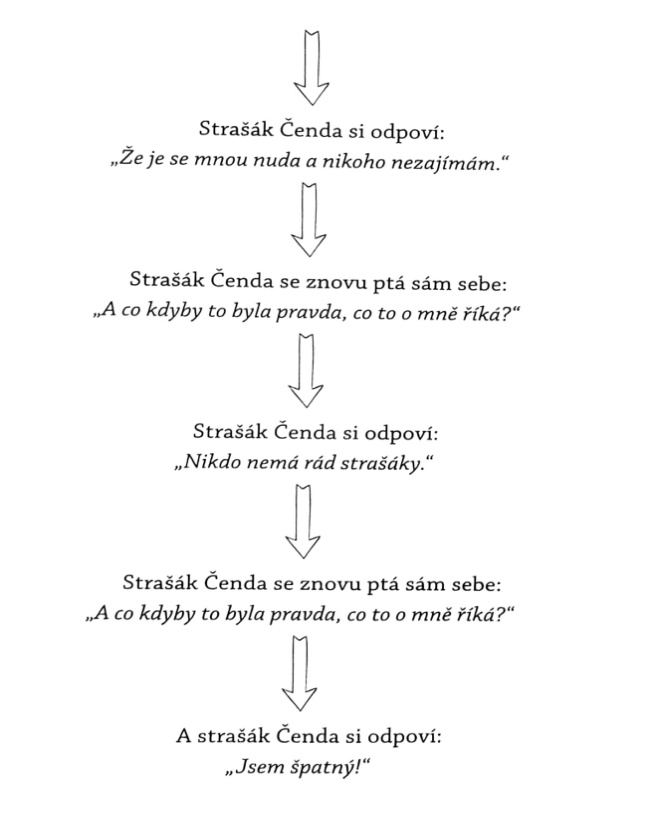 Strašák Čenda si odpoví:
„Že je se mnou nuda a nikoho nezajímám.“
Strašák Čenda se znovu ptá sám sebe:
„A co kdyby to byla pravda, co to o mně říká?“
Strašák Čenda si odpoví:
„Nikdo nemá rád strašáky.“
Strašák Čenda se znovu ptá sám sebe:
„A co kdyby to byla pravda, co to o mně říká?“
A strašák Čenda si odpoví:
„Jsem špatný!“